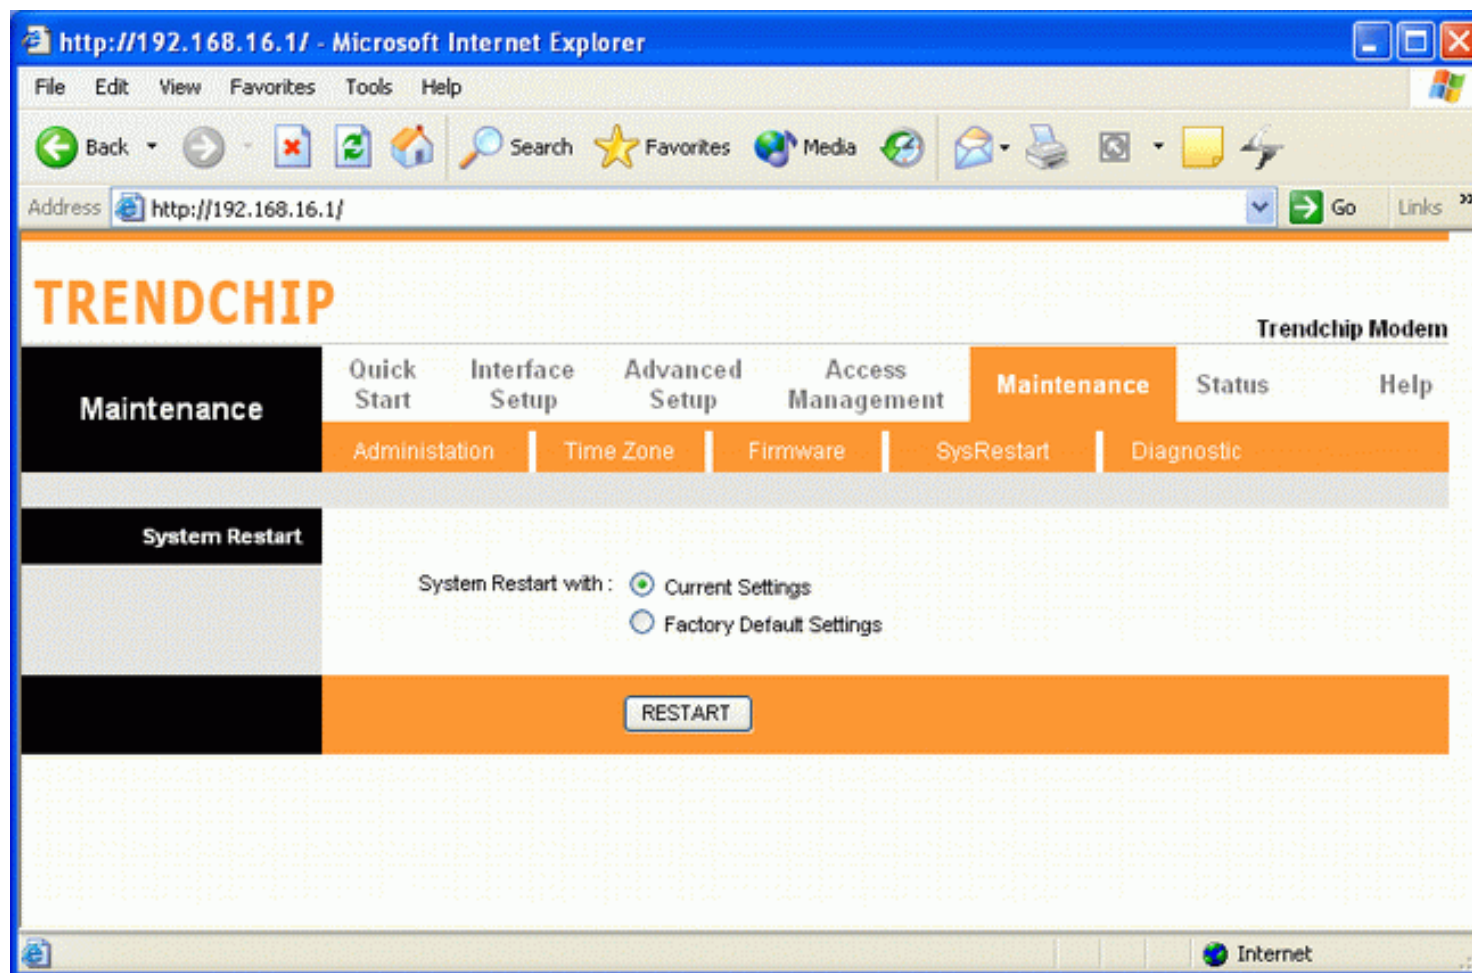 http://192.168.16.1/ - Microsoft Internet Explorer
File Edit View Favorites Tools Help
Back Search Favorites Media
Address http://192.168.16.1/ Go Links »
TRENDCHIP
Trendchip Modem
Maintenance
Quick Start Interface Setup Advanced Setup Access Management Maintenance Status Help
Administation Time Zone Firmware SysRestart Diagnostic
System Restart
System Restart with : Current Settings
Factory Default Settings
RESTART
Internet